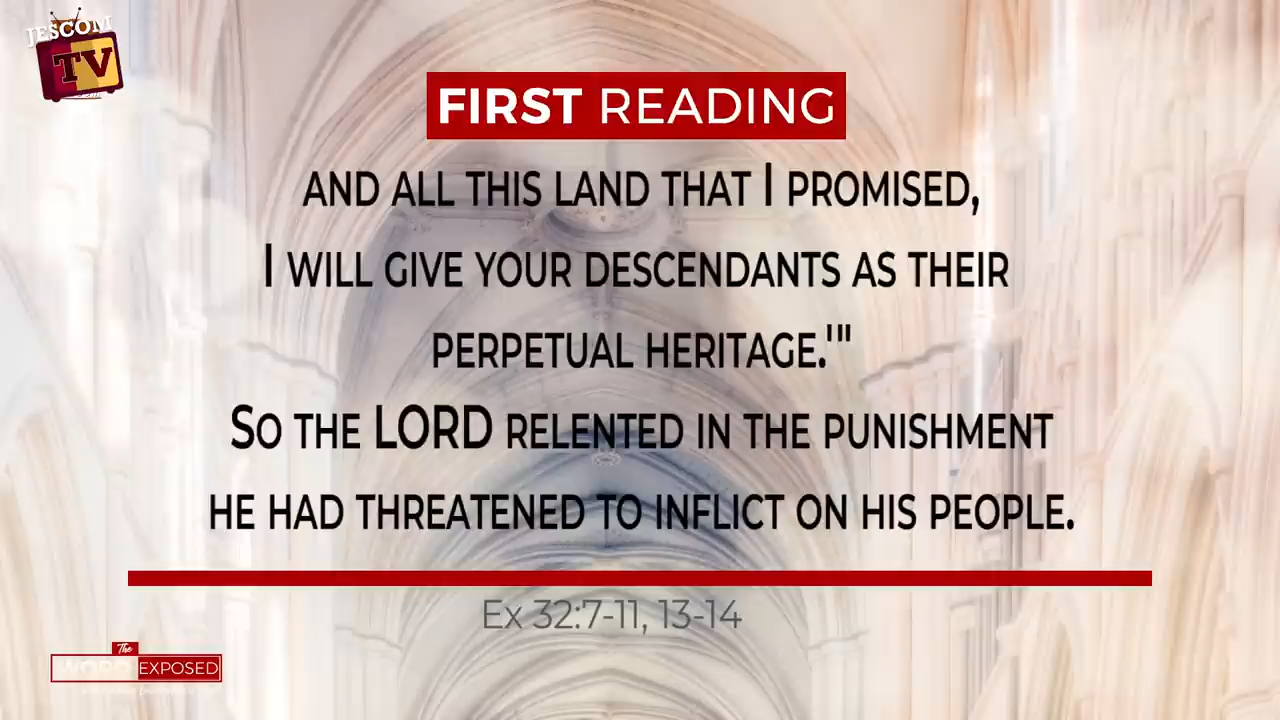 JESCOM
TV
FIRST READING
AND ALL THIS LAND THAT I PROMISED,
I WILL GIVE YOUR DESCENDANTS AS THEIR
PERPETUAL HERITAGE.'"
SO THE LORD RELENTED IN THE PUNISHMENT
HE HAD THREATENED TO INFLICT ON HIS PEOPLE.
Ex 32:7-11, 13-14
The
WORD EXPOSED